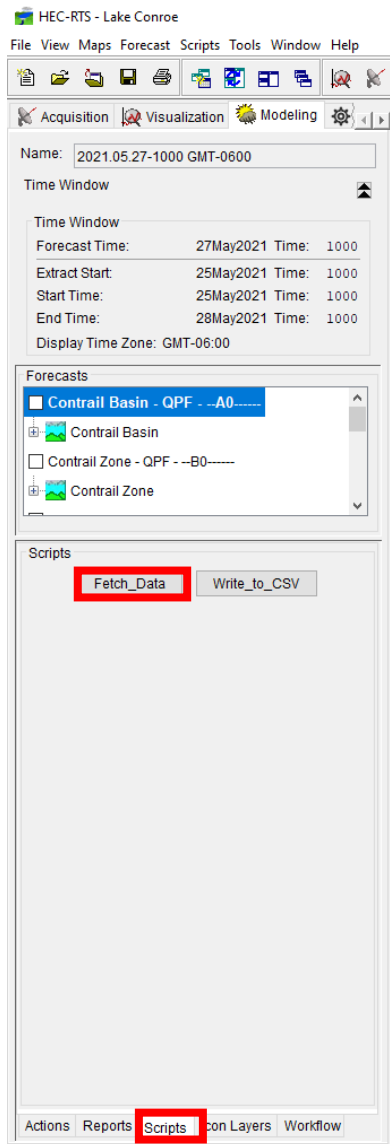 HEC-RTS - Lake Conroe
File View Maps Forecast Scripts Tools Window Help
Acquisition Visualization Modeling
Name: 2021.05.27-1000 GMT-0600
Time Window
Time Window
Forecast Time: 27May2021 Time: 1000
Extract Start: 25May2021 Time: 1000
Start Time: 25May2021 Time: 1000
End Time: 28May2021 Time: 1000
Display Time Zone: GMT-06:00
Forecasts
Contrail Basin - QPF - --A0------
Contrail Basin
Contrail Zone - QPF - --B0------
Contrail Zone
Scripts
Fetch_Data Write_to_CSV
Actions Reports Scripts con Layers Workflow